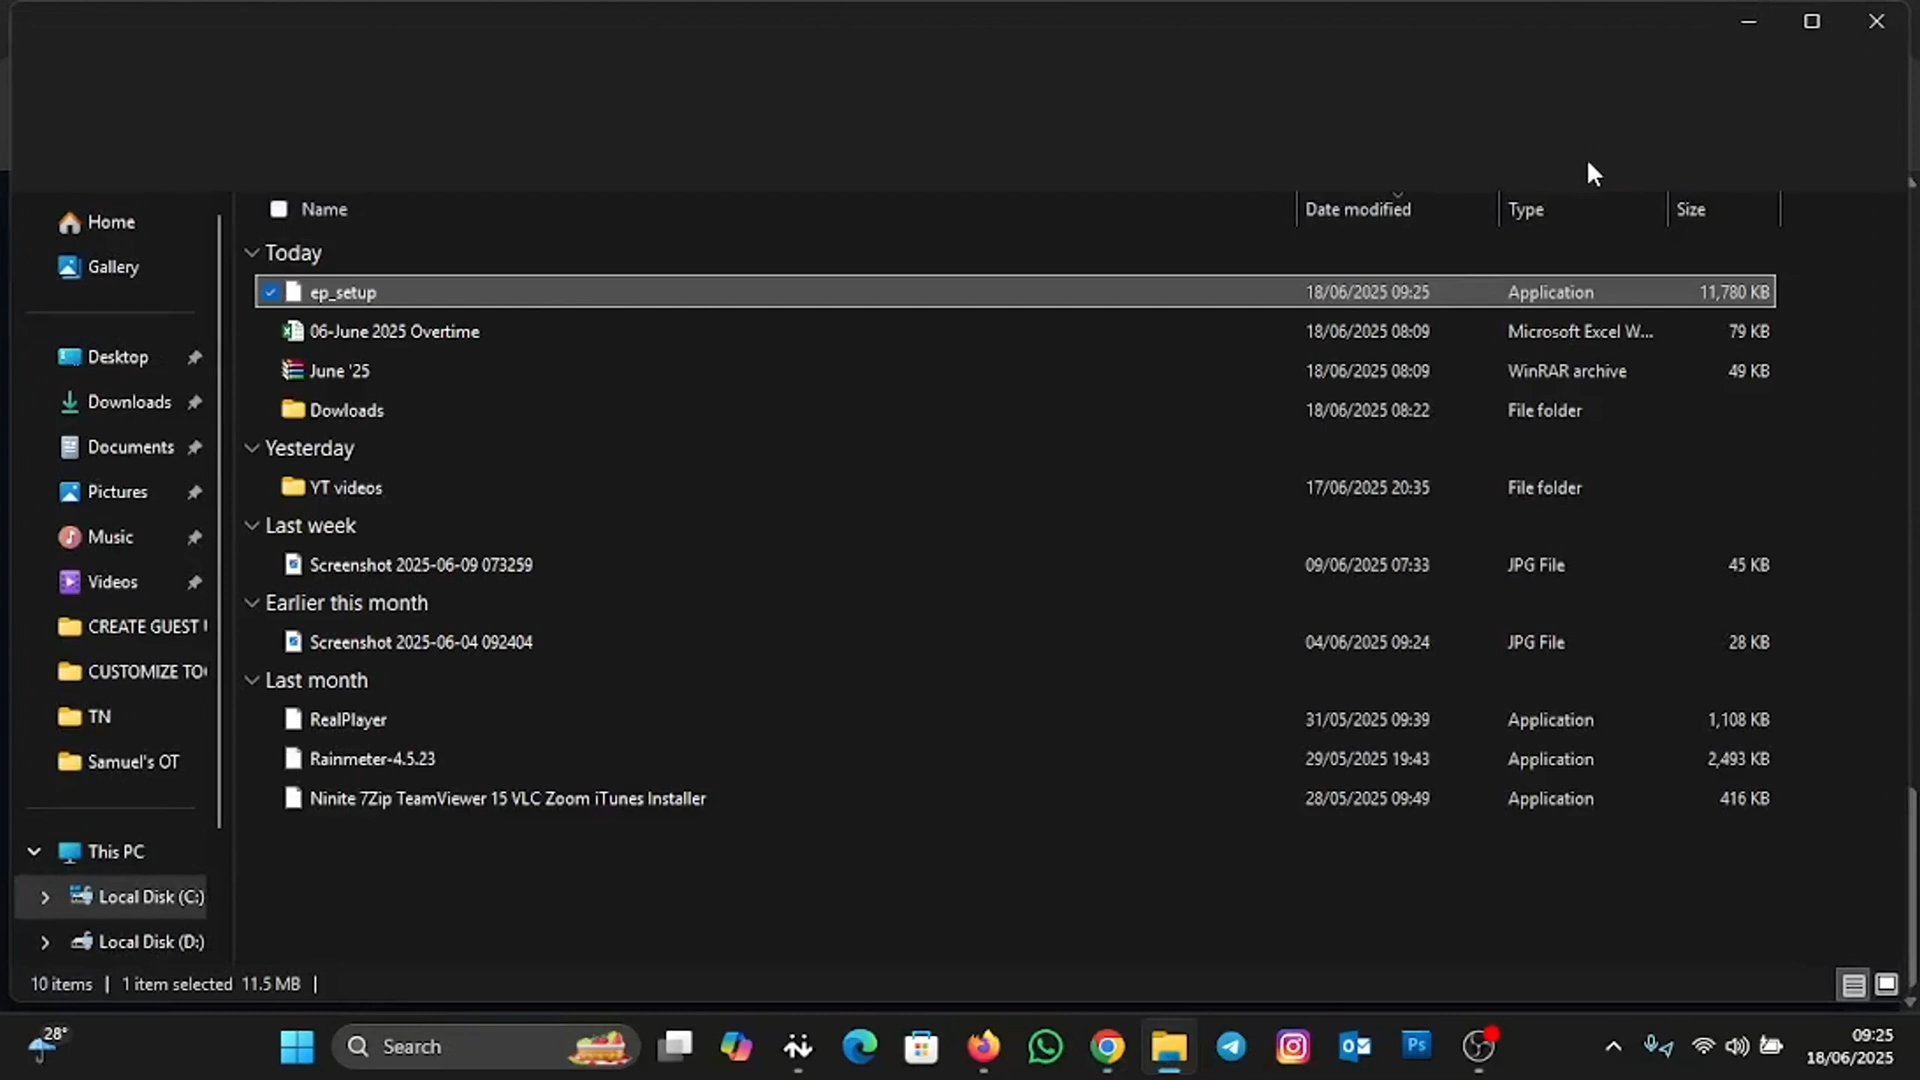 Name
Date modified
Type
Size
Home
Gallery
Desktop
Downloads
Documents
Pictures
Music
Videos
CREATE GUEST
CUSTOMIZE TO
TN
Samuel's OT
This PC
Local Disk (C:)
Local Disk (D:)
Today
ep_setup 18/06/2025 09:25 Application 11,780 KB
06-June 2025 Overtime 18/06/2025 08:09 Microsoft Excel W... 79 KB
June '25 18/06/2025 08:09 WinRAR archive 49 KB
Dowloads 18/06/2025 08:22 File folder
Yesterday
YT videos 17/06/2025 20:35 File folder
Last week
Screenshot 2025-06-09 073259 09/06/2025 07:33 JPG File 45 KB
Earlier this month
Screenshot 2025-06-04 092404 04/06/2025 09:24 JPG File 28 KB
Last month
RealPlayer 31/05/2025 09:39 Application 1,108 KB
Rainmeter-4.5.23 29/05/2025 19:43 Application 2,493 KB
Ninite 7Zip TeamViewer 15 VLC Zoom iTunes Installer 28/05/2025 09:49 Application 416 KB
10 items | 1 item selected 11.5 MB |
28°
Search
Ps
09:25
18/06/2025